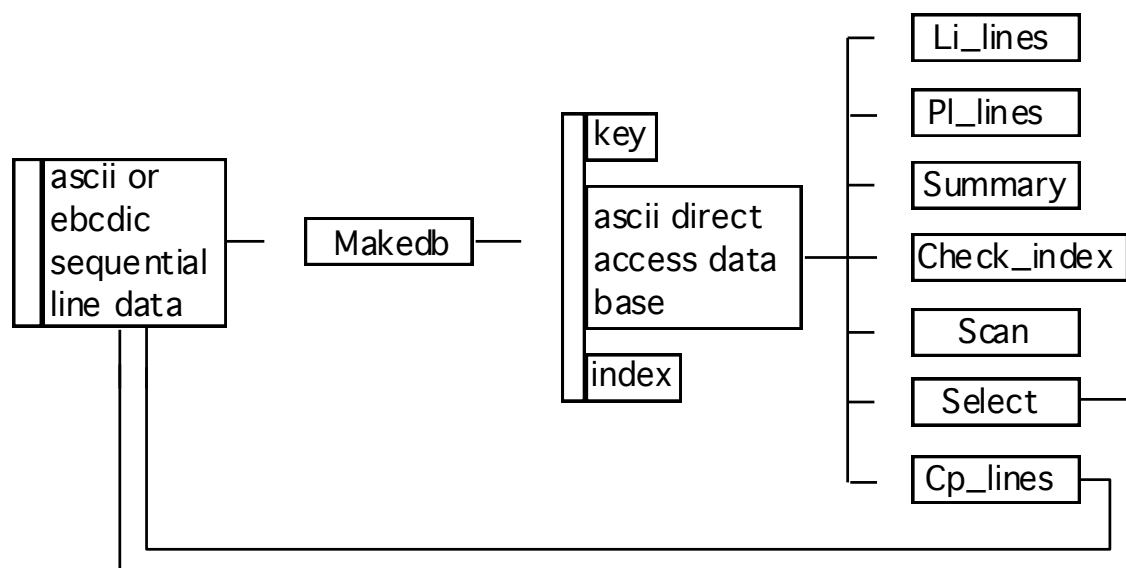 ascii or
ebcdic
sequential
line data
Makedb
key
ascii direct
access data
base
index
Li_lines
Pl_lines
Summary
Check_index
Scan
Select
Cp_lines